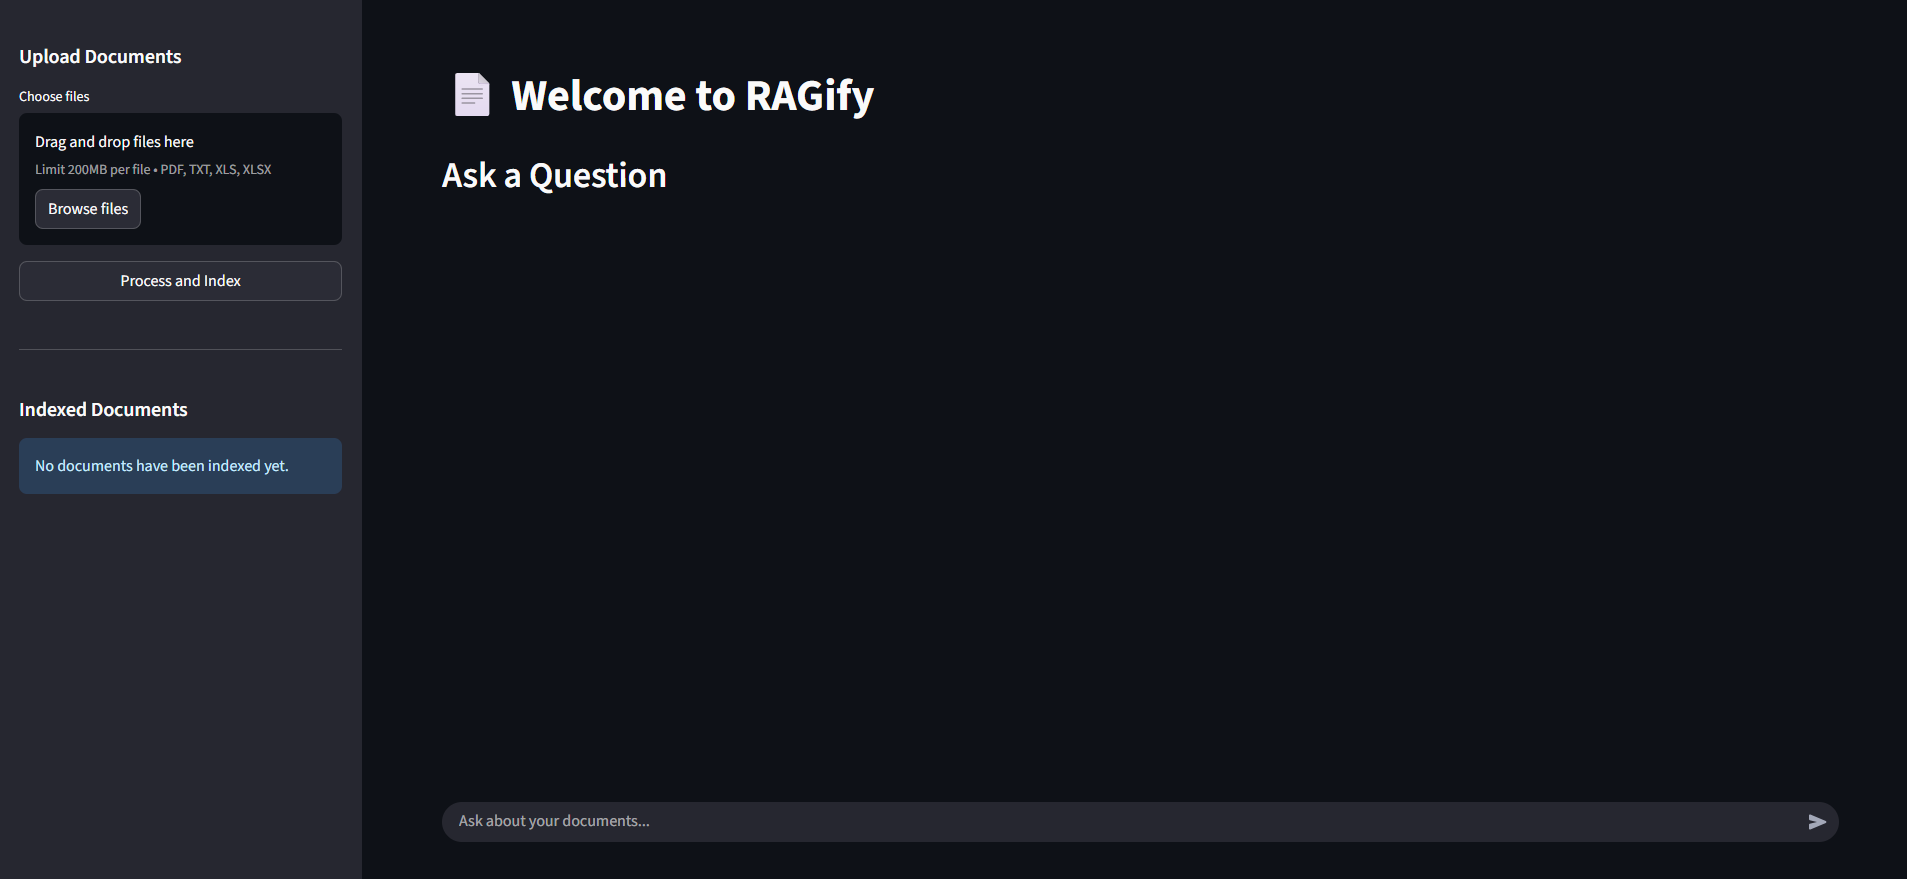 Upload Documents
Choose files
Drag and drop files here
Limit 200MB per file • PDF, TXT, XLS, XLSX
Browse files
Process and Index
Indexed Documents
No documents have been indexed yet.
Welcome to RAGify
Ask a Question
Ask about your documents...